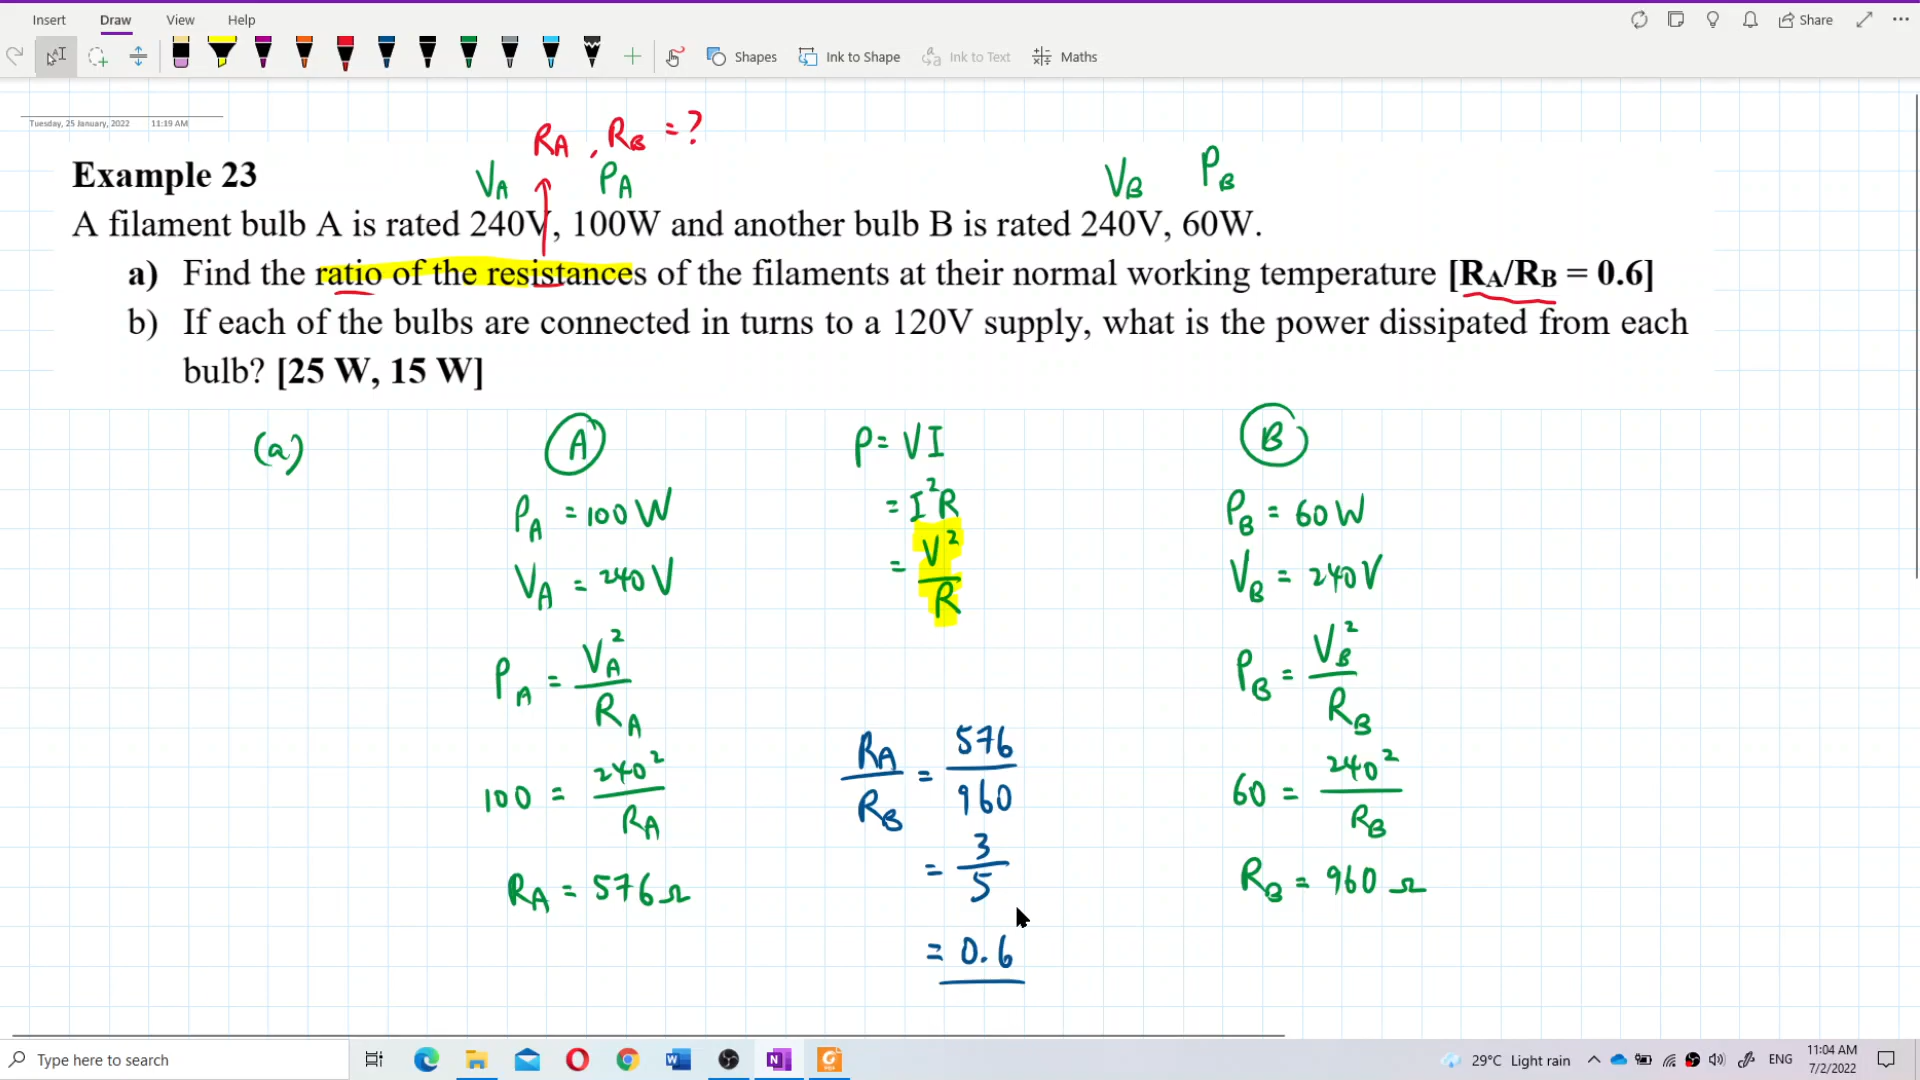 Insert Draw View Help
Share
Shapes Ink to Shape Ink to Text Maths
Tuesday, 25 January, 2022 11:19 AM
RA , RB = ?
VA PA VB PB
Example 23
A filament bulb A is rated 240V, 100W and another bulb B is rated 240V, 60W.
a) Find the ratio of the resistances of the filaments at their normal working temperature [RA/RB = 0.6]
b) If each of the bulbs are connected in turns to a 120V supply, what is the power dissipated from each
bulb? [25 W, 15 W]
(a) A P = VI B
PA = 100W = I²R PB = 60W
VA = 240V = V²/R VB = 240V
PA = VA²/RA PB = VB²/RB
100 = 240²/RA RA/RB = 576/960 60 = 240²/RB
RA = 576Ω = 3/5 RB = 960Ω
= 0.6
Type here to search
29°C Light rain ENG 11:04 AM
7/2/2022